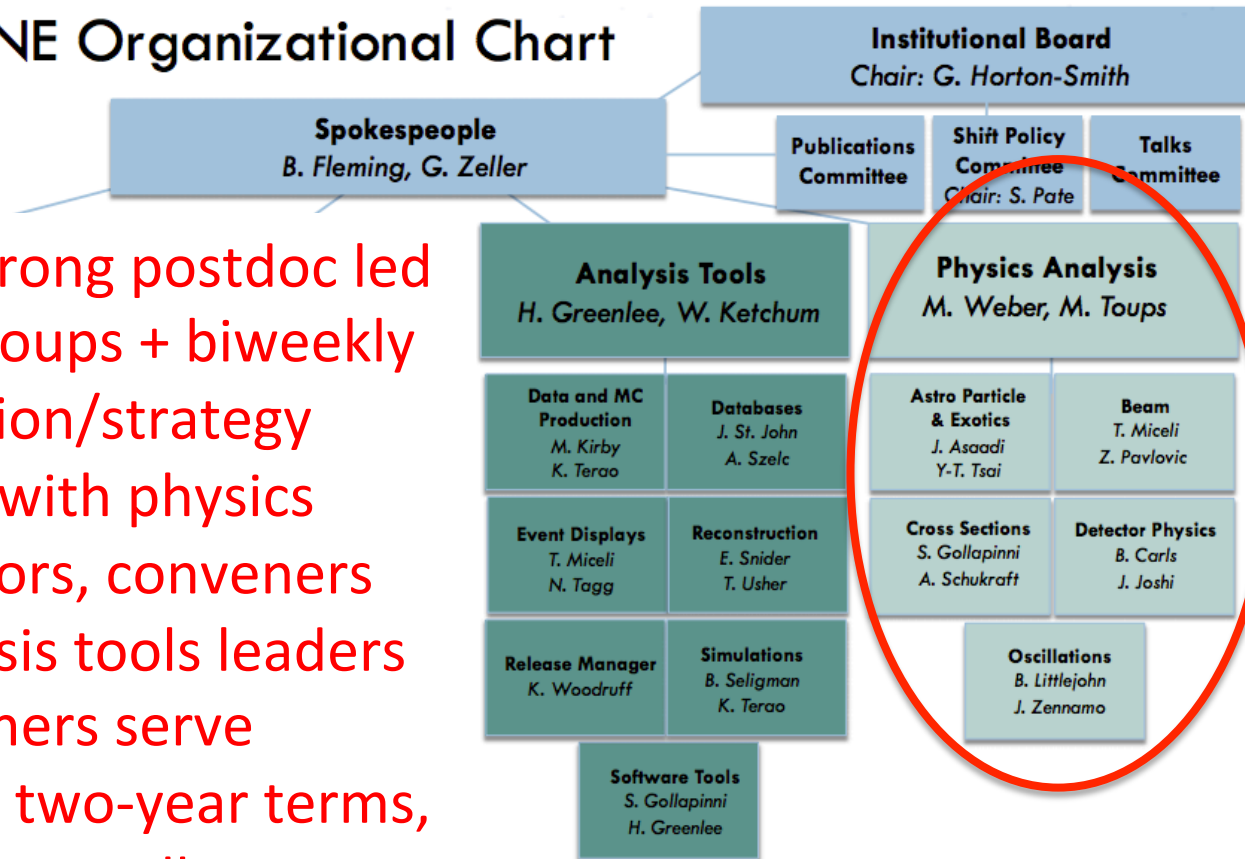 NE Organizational Chart
Institutional Board
Chair: G. Horton-Smith
Spokespeople
B. Fleming, G. Zeller
Publications
Committee
Shift Policy
Committee
Chair: S. Pate
Talks
Committee
rong postdoc led
oups + biweekly
ion/strategy
with physics
ors, conveners
sis tools leaders
ners serve
two-year terms,
Analysis Tools
H. Greenlee, W. Ketchum
Data and MC
Production
M. Kirby
K. Terao
Databases
J. St. John
A. Szelc
Event Displays
T. Miceli
N. Tagg
Reconstruction
E. Snider
T. Usher
Release Manager
K. Woodruff
Simulations
B. Seligman
K. Terao
Software Tools
S. Gollapinni
H. Greenlee
Physics Analysis
M. Weber, M. Toups
Astro Particle
& Exotics
J. Asaadi
Y-T. Tsai
Beam
T. Miceli
Z. Pavlovic
Cross Sections
S. Gollapinni
A. Schukraft
Detector Physics
B. Carls
J. Joshi
Oscillations
B. Littlejohn
J. Zennamo